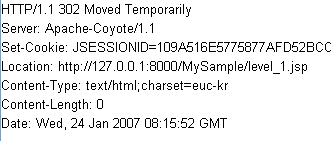 HTTP/1.1 302 Moved Temporarily
Server: Apache-Coyote/1.1
Set-Cookie: JSESSIONID=109A516E5775877AFD52BCC
Location: http://127.0.0.1:8000/MySample/level_1.jsp
Content-Type: text/html;charset=euc-kr
Content-Length: 0
Date: Wed, 24 Jan 2007 08:15:52 GMT